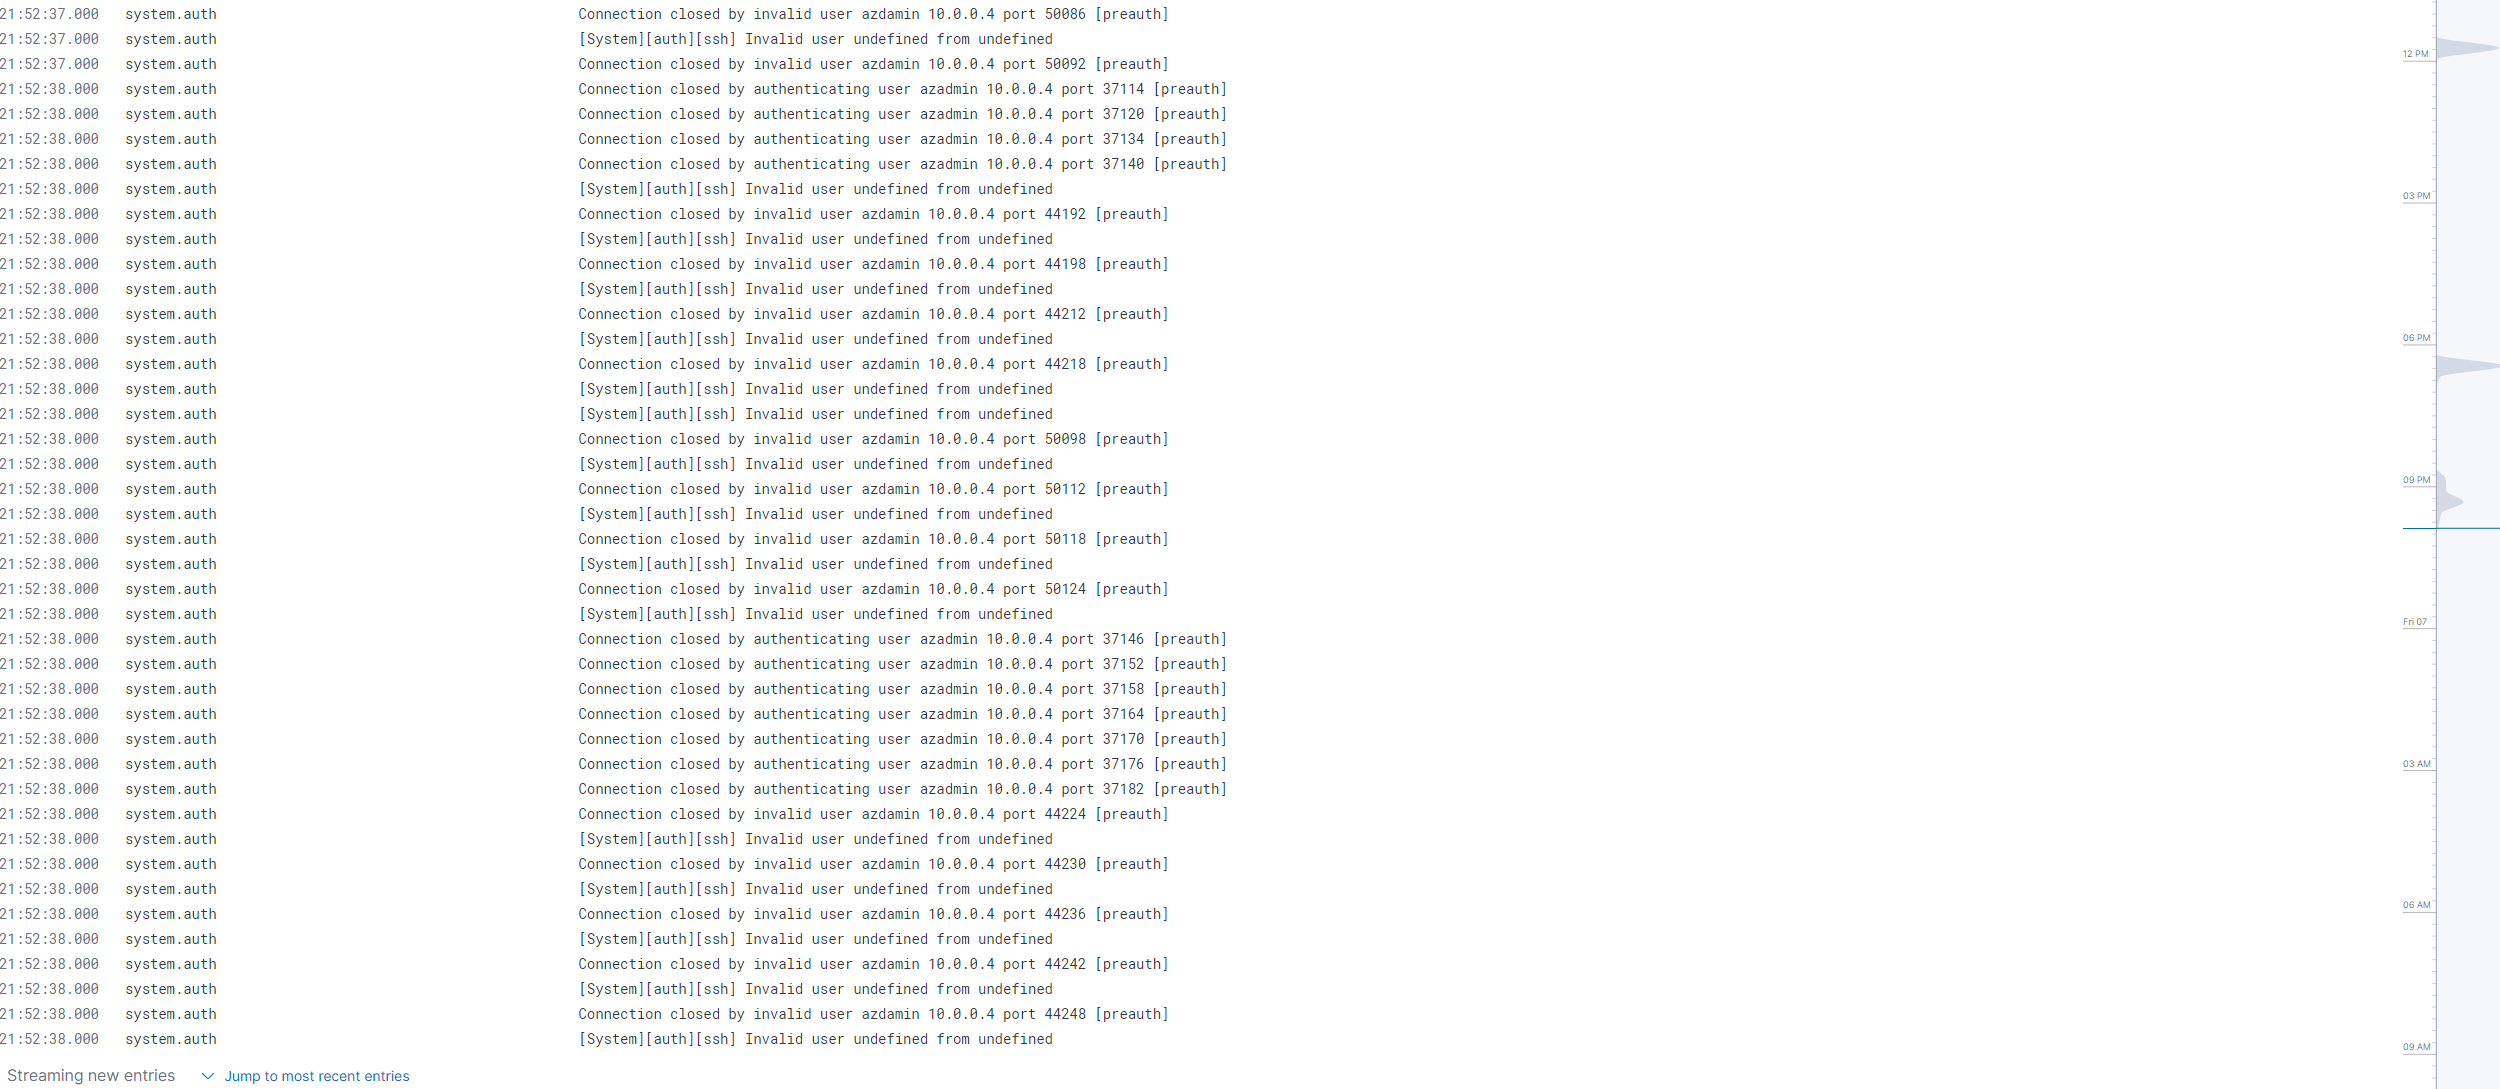 21:52:37.000 system.auth Connection closed by invalid user azdamin 10.0.0.4 port 50086 [preauth]
21:52:37.000 system.auth [System][auth][ssh] Invalid user undefined from undefined
21:52:37.000 system.auth Connection closed by invalid user azdamin 10.0.0.4 port 50092 [preauth]
21:52:38.000 system.auth Connection closed by authenticating user azadmin 10.0.0.4 port 37114 [preauth]
21:52:38.000 system.auth Connection closed by authenticating user azadmin 10.0.0.4 port 37120 [preauth]
21:52:38.000 system.auth Connection closed by authenticating user azadmin 10.0.0.4 port 37134 [preauth]
21:52:38.000 system.auth Connection closed by authenticating user azadmin 10.0.0.4 port 37140 [preauth]
21:52:38.000 system.auth [System][auth][ssh] Invalid user undefined from undefined
21:52:38.000 system.auth Connection closed by invalid user azdamin 10.0.0.4 port 44192 [preauth]
21:52:38.000 system.auth [System][auth][ssh] Invalid user undefined from undefined
21:52:38.000 system.auth Connection closed by invalid user azdamin 10.0.0.4 port 44198 [preauth]
21:52:38.000 system.auth [System][auth][ssh] Invalid user undefined from undefined
21:52:38.000 system.auth Connection closed by invalid user azdamin 10.0.0.4 port 44212 [preauth]
21:52:38.000 system.auth [System][auth][ssh] Invalid user undefined from undefined
21:52:38.000 system.auth Connection closed by invalid user azdamin 10.0.0.4 port 44218 [preauth]
21:52:38.000 system.auth [System][auth][ssh] Invalid user undefined from undefined
21:52:38.000 system.auth [System][auth][ssh] Invalid user undefined from undefined
21:52:38.000 system.auth Connection closed by invalid user azdamin 10.0.0.4 port 50098 [preauth]
21:52:38.000 system.auth [System][auth][ssh] Invalid user undefined from undefined
21:52:38.000 system.auth Connection closed by invalid user azdamin 10.0.0.4 port 50112 [preauth]
21:52:38.000 system.auth [System][auth][ssh] Invalid user undefined from undefined
21:52:38.000 system.auth Connection closed by invalid user azdamin 10.0.0.4 port 50118 [preauth]
21:52:38.000 system.auth [System][auth][ssh] Invalid user undefined from undefined
21:52:38.000 system.auth Connection closed by invalid user azdamin 10.0.0.4 port 50124 [preauth]
21:52:38.000 system.auth [System][auth][ssh] Invalid user undefined from undefined
21:52:38.000 system.auth Connection closed by authenticating user azadmin 10.0.0.4 port 37146 [preauth]
21:52:38.000 system.auth Connection closed by authenticating user azadmin 10.0.0.4 port 37152 [preauth]
21:52:38.000 system.auth Connection closed by authenticating user azadmin 10.0.0.4 port 37158 [preauth]
21:52:38.000 system.auth Connection closed by authenticating user azadmin 10.0.0.4 port 37164 [preauth]
21:52:38.000 system.auth Connection closed by authenticating user azadmin 10.0.0.4 port 37170 [preauth]
21:52:38.000 system.auth Connection closed by authenticating user azadmin 10.0.0.4 port 37176 [preauth]
21:52:38.000 system.auth Connection closed by authenticating user azadmin 10.0.0.4 port 37182 [preauth]
21:52:38.000 system.auth Connection closed by invalid user azdamin 10.0.0.4 port 44224 [preauth]
21:52:38.000 system.auth [System][auth][ssh] Invalid user undefined from undefined
21:52:38.000 system.auth Connection closed by invalid user azdamin 10.0.0.4 port 44230 [preauth]
21:52:38.000 system.auth [System][auth][ssh] Invalid user undefined from undefined
21:52:38.000 system.auth Connection closed by invalid user azdamin 10.0.0.4 port 44236 [preauth]
21:52:38.000 system.auth [System][auth][ssh] Invalid user undefined from undefined
21:52:38.000 system.auth Connection closed by invalid user azdamin 10.0.0.4 port 44242 [preauth]
21:52:38.000 system.auth [System][auth][ssh] Invalid user undefined from undefined
21:52:38.000 system.auth Connection closed by invalid user azdamin 10.0.0.4 port 44248 [preauth]
21:52:38.000 system.auth [System][auth][ssh] Invalid user undefined from undefined
Streaming new entries Jump to most recent entries
12 PM
03 PM
06 PM
09 PM
Fri 07
03 AM
06 AM
09 AM